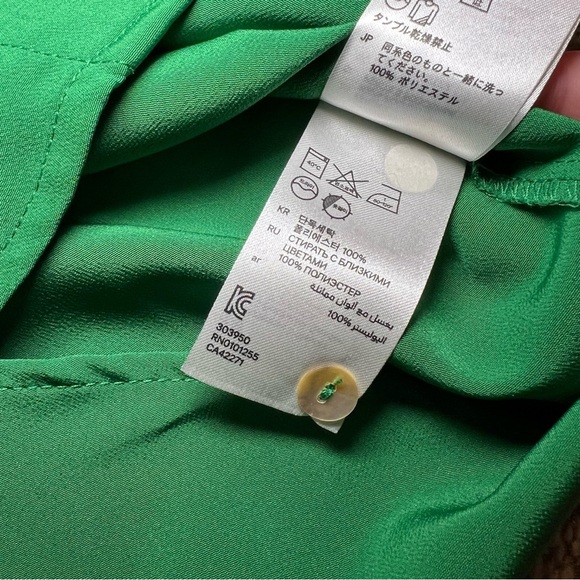 タンブル乾燥禁止
JP 同系色のものと一緒に洗っ
てください。
100% ポリエステル
40°C
80-120°C
KR 단독세탁
폴리에스터 100%
RU СТИРАТЬ С БЛИЗКИМИ
ЦВЕТАМИ
100% ПОЛИЭСТЕР
ar يغسل مع ألوان مماثلة
100% البوليستر
303950
RN0101255
CA42271